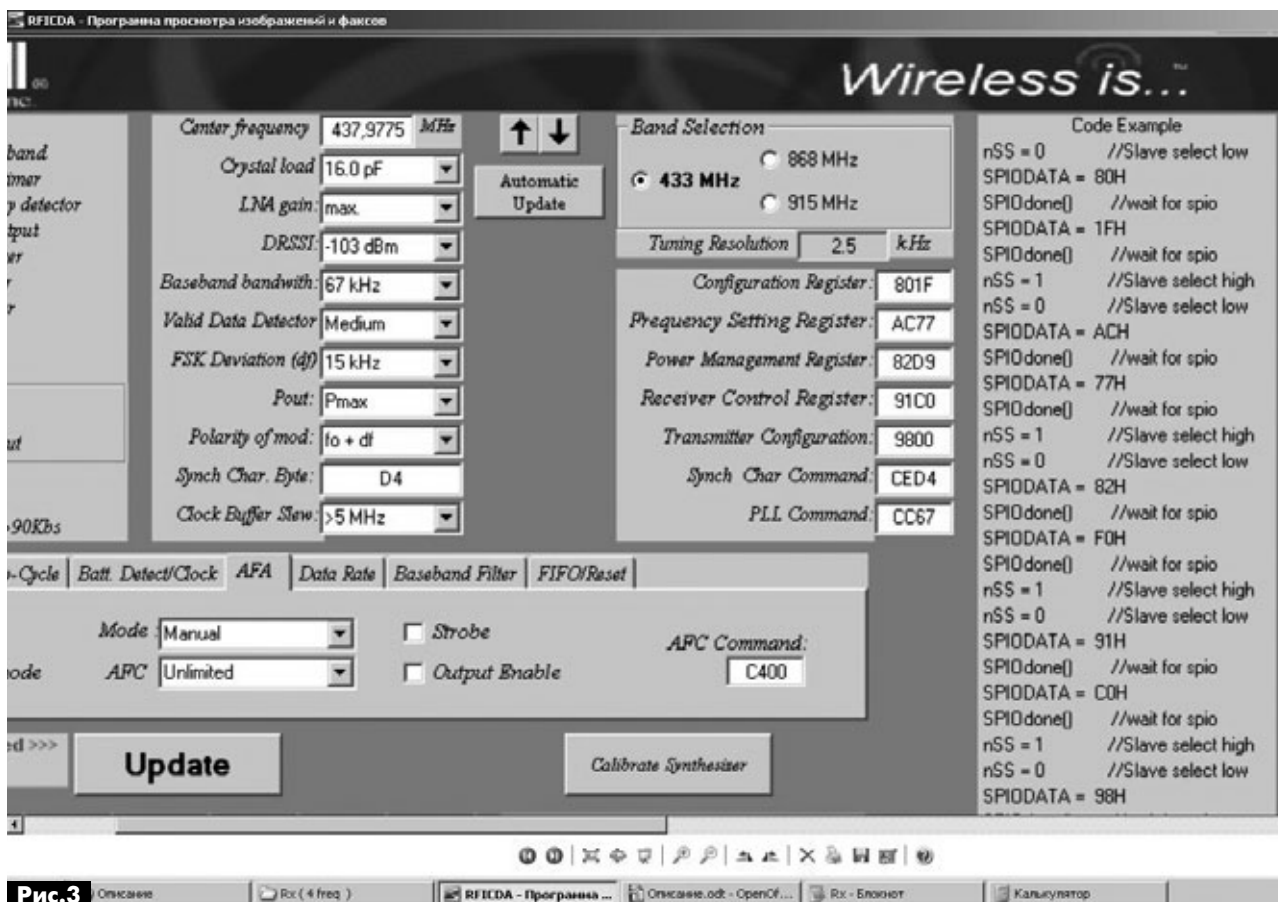 RFICDA - Программа просмотра изображений и факсов
Wireless is...™
Center frequency 437,9775 MHz
Crystal load 16.0 pF
LNA gain: max.
DRSSI: -103 dBm
Baseband bandwith: 67 kHz
Valid Data Detector Medium
FSK Deviation (df) 15 kHz
Pout: Pmax
Polarity of mod: fo + df
Synch Char. Byte: D4
Clock Buffer Slew: >5 MHz
Automatic
Update
Band Selection
868 MHz
433 MHz
915 MHz
Tuning Resolution 2.5 kHz
Configuration Register: 801F
Frequency Setting Register: AC77
Power Management Register: 82D9
Receiver Control Register: 91C0
Transmitter Configuration: 9800
Synch Char Command: CED4
PLL Command: CC67
band
detector
90Kbs
-Cycle Batt. Detect/Clock AFA Data Rate Baseband Filter FIFO/Reset
Mode : Manual
AFC Unlimited
Strobe
Output Enable
AFC Command:
C400
ed >>>
Update
Calibrate Synthesizer
Code Example
nSS = 0 //Slave select low
SPIODATA = 80H
SPIOdone() //wait for spio
SPIODATA = 1FH
SPIOdone() //wait for spio
nSS = 1 //Slave select high
nSS = 0 //Slave select low
SPIODATA = ACH
SPIOdone() //wait for spio
SPIODATA = 77H
SPIOdone() //wait for spio
nSS = 1 //Slave select high
nSS = 0 //Slave select low
SPIODATA = 82H
SPIOdone() //wait for spio
SPIODATA = F0H
SPIOdone() //wait for spio
nSS = 1 //Slave select high
nSS = 0 //Slave select low
SPIODATA = 91H
SPIOdone() //wait for spio
SPIODATA = C0H
SPIOdone() //wait for spio
nSS = 1 //Slave select high
nSS = 0 //Slave select low
SPIODATA = 98H
Рис.3
Описание
Rx ( 4 freq )
RFICDA - Программа ...
Описание.odt - OpenOf...
Rx - Блокнот
Калькулятор